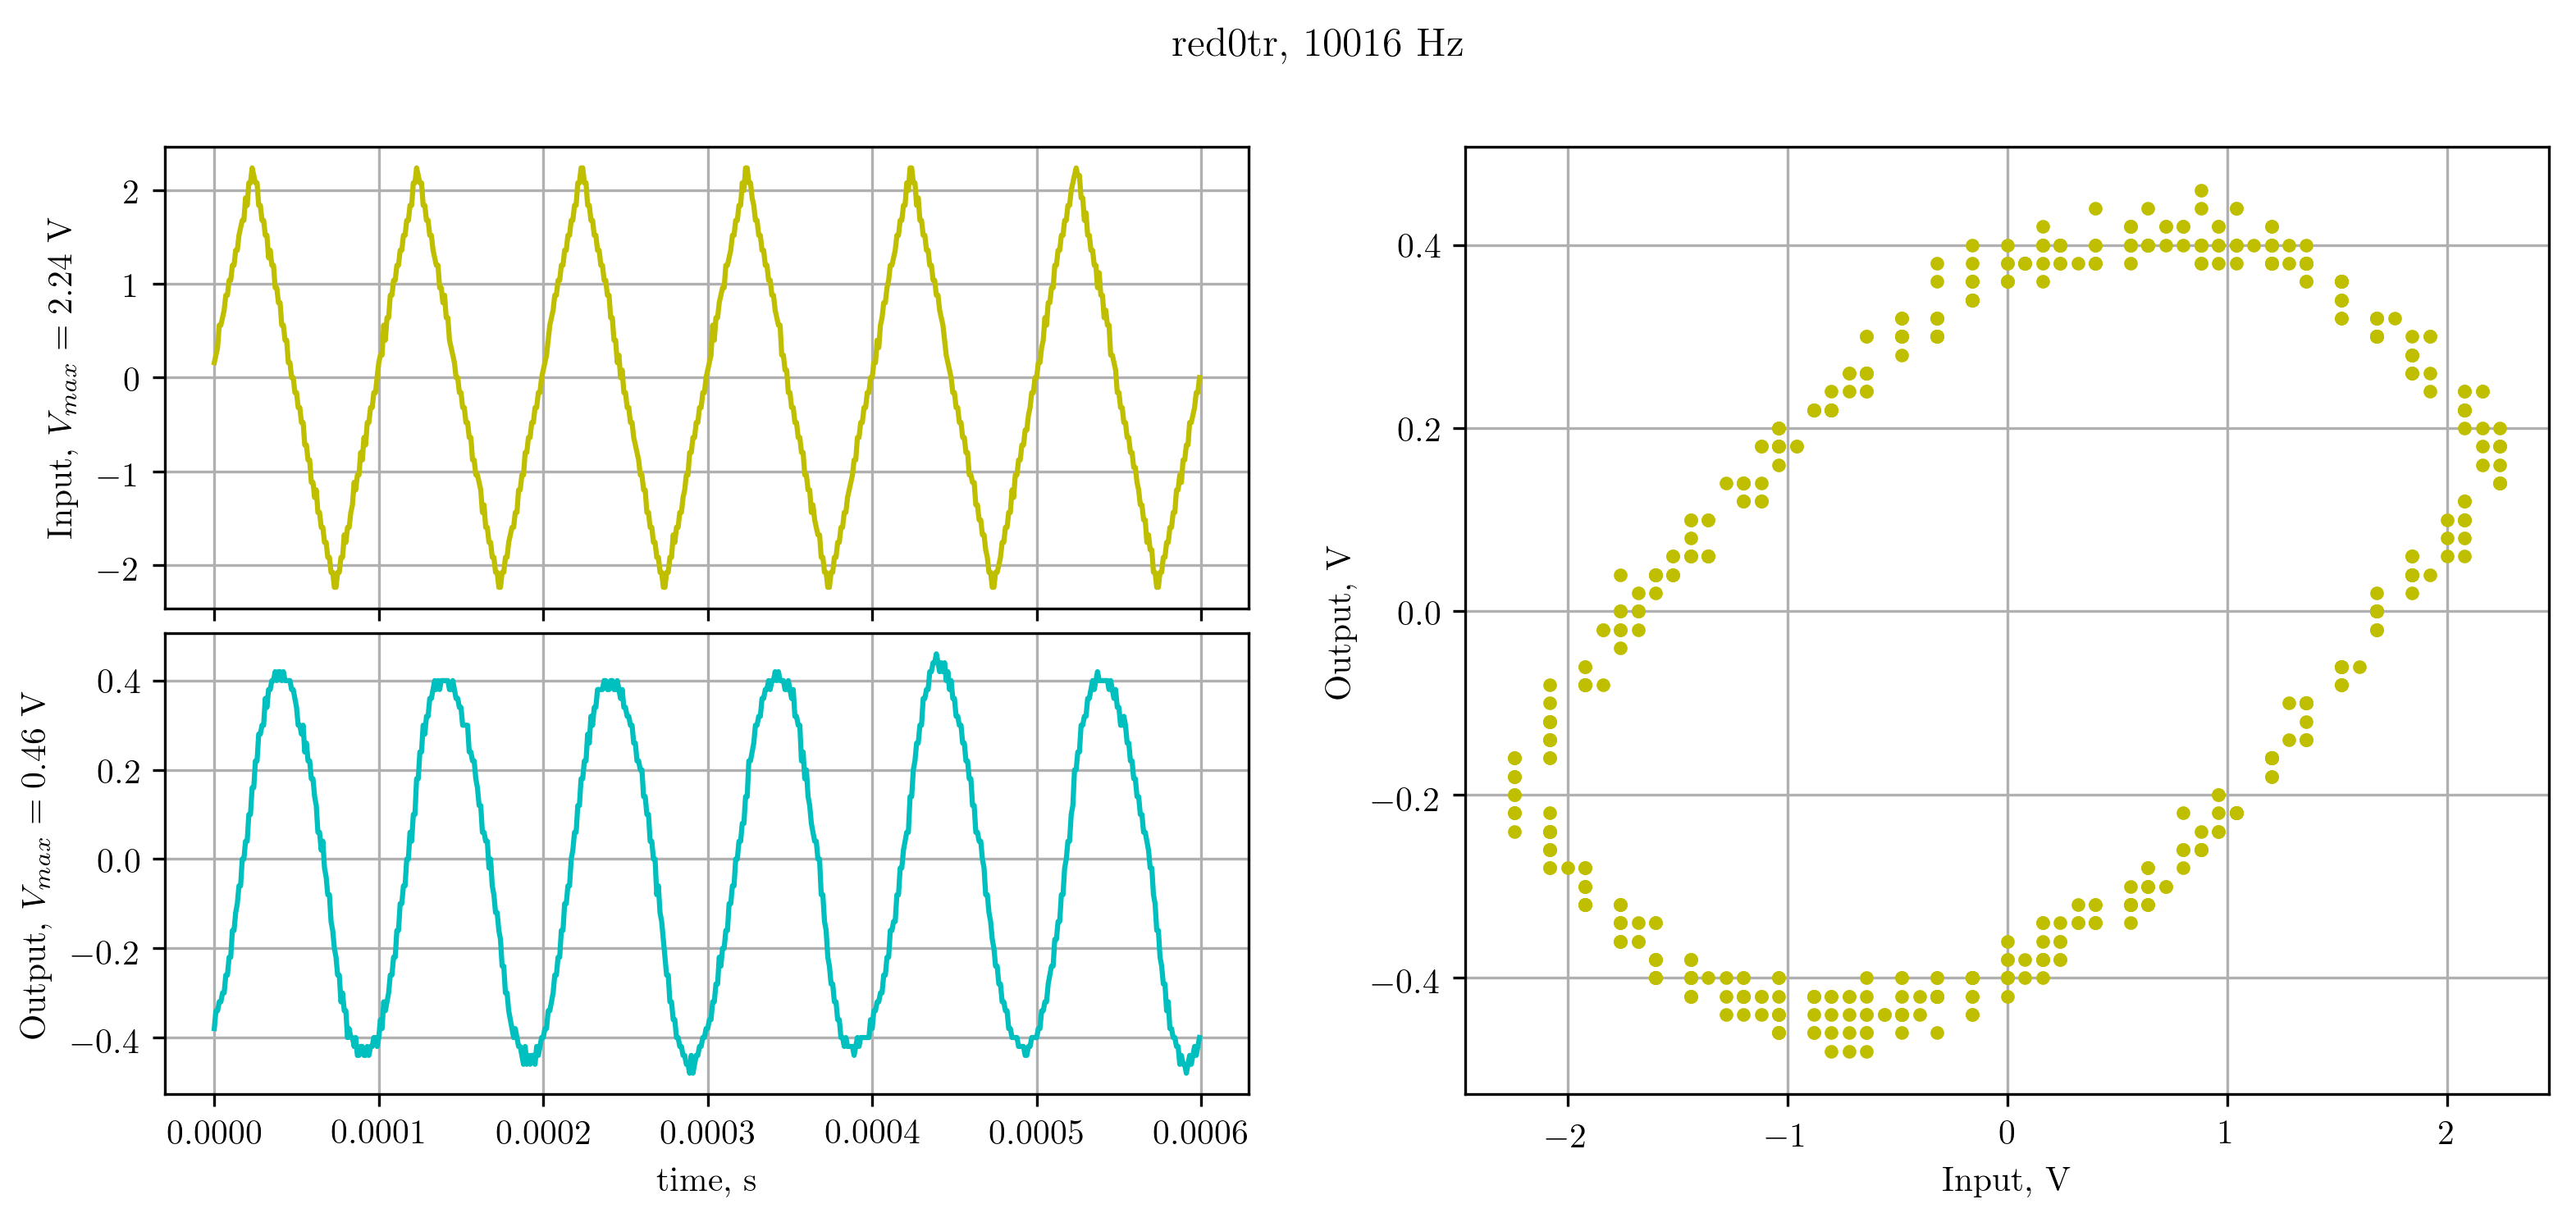 red0tr, 10016 Hz
Input, Vmax = 2.24 V
2
1
0
−1
−2
Output, Vmax = 0.46 V
0.4
0.2
0.0
−0.2
−0.4
0.0000 0.0001 0.0002 0.0003 0.0004 0.0005 0.0006
time, s
Output, V
0.4
0.2
0.0
−0.2
−0.4
−2 −1 0 1 2
Input, V